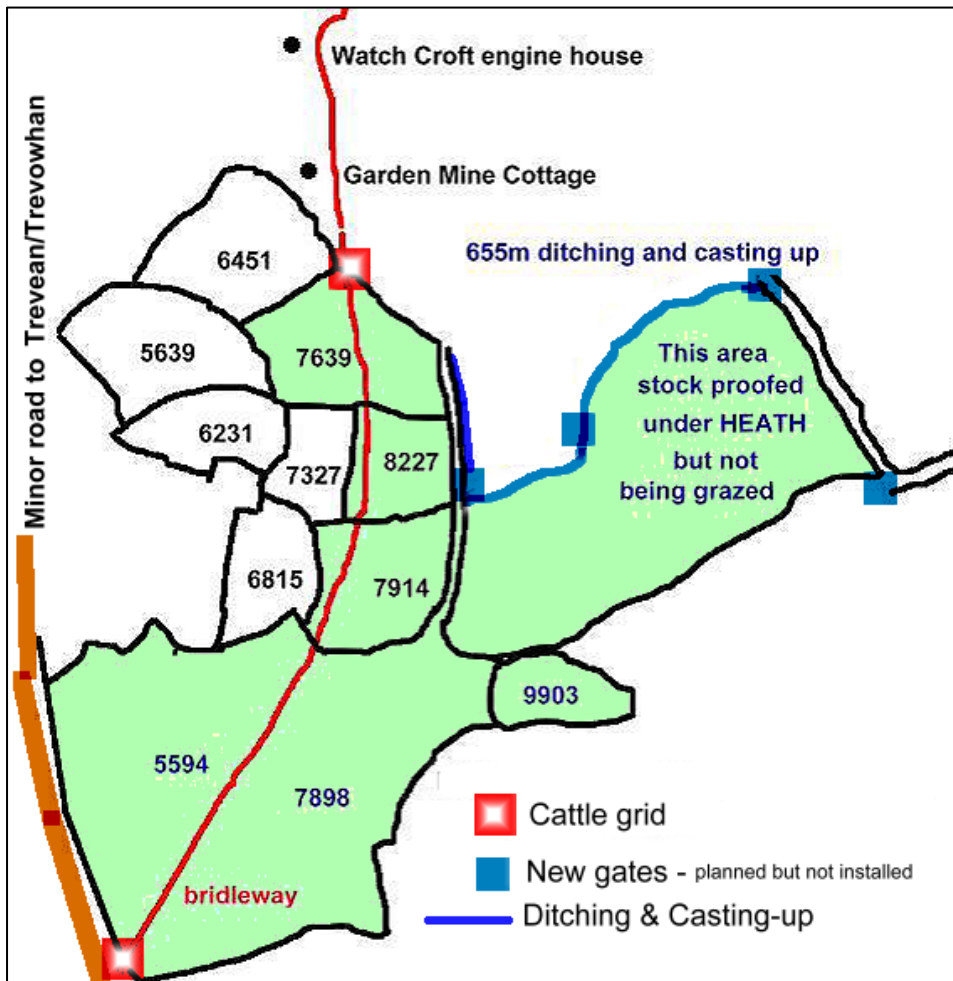 Watch Croft engine house
Minor road to Trevean/Trevowhan
Garden Mine Cottage
6451
655m ditching and casting up
5639
7639
This area
stock proofed
under HEATH
but not
being grazed
6231
7327
8227
6815
7914
9903
5594
7898
bridleway
Cattle grid
New gates - planned but not installed
Ditching & Casting-up